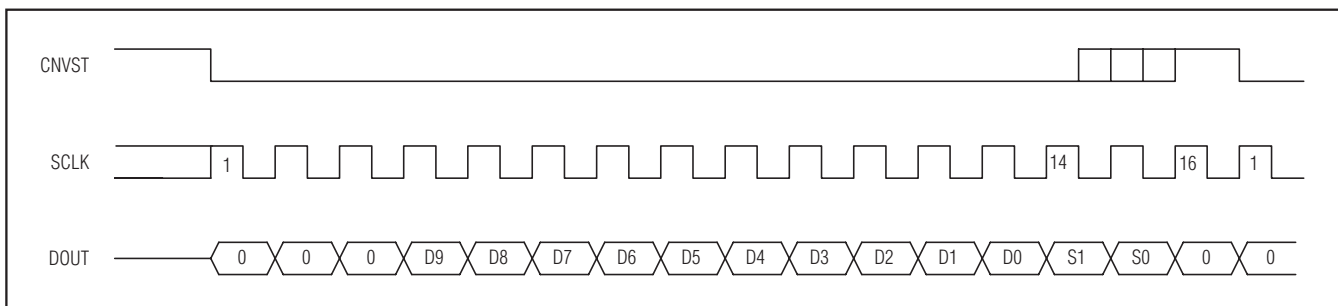 CNVST
SCLK 1 14 16 1
DOUT 0 0 0 D9 D8 D7 D6 D5 D4 D3 D2 D1 D0 S1 S0 0 0